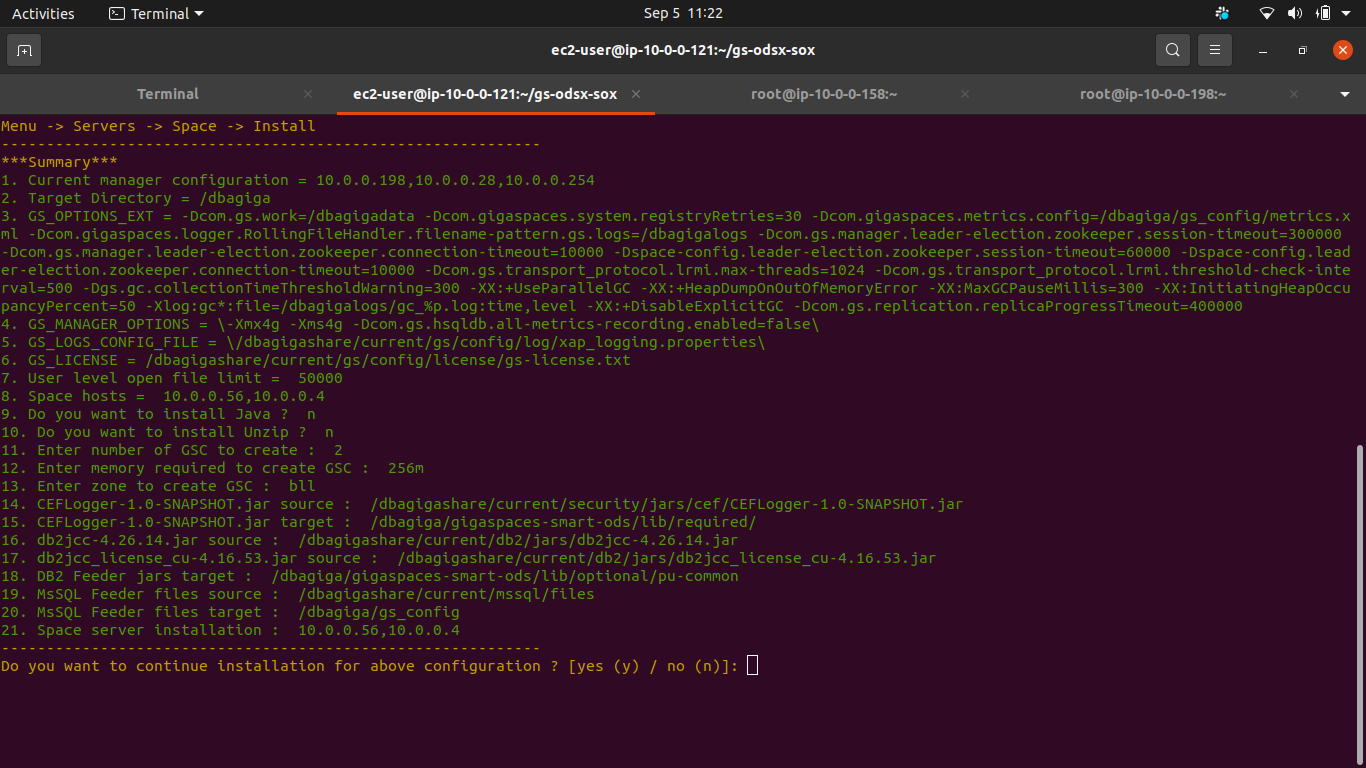 Activities Terminal Sep 5 11:22
ec2-user@ip-10-0-0-121:~/gs-odsx-sox
Terminal ec2-user@ip-10-0-0-121:~/gs-odsx-sox root@ip-10-0-0-158:~ root@ip-10-0-0-198:~
Menu -> Servers -> Space -> Install
------------------------------------------------------------
***Summary***
1. Current manager configuration = 10.0.0.198,10.0.0.28,10.0.0.254
2. Target Directory = /dbagiga
3. GS_OPTIONS_EXT = -Dcom.gs.work=/dbagigadata -Dcom.gigaspaces.system.registryRetries=30 -Dcom.gigaspaces.metrics.config=/dbagiga/gs_config/metrics.x
ml -Dcom.gigaspaces.logger.RollingFileHandler.filename-pattern.gs.logs=/dbagigalogs -Dcom.gs.manager.leader-election.zookeeper.session-timeout=300000
-Dcom.gs.manager.leader-election.zookeeper.connection-timeout=10000 -Dspace-config.leader-election.zookeeper.session-timeout=60000 -Dspace-config.lead
er-election.zookeeper.connection-timeout=10000 -Dcom.gs.transport_protocol.lrmi.max-threads=1024 -Dcom.gs.transport_protocol.lrmi.threshold-check-inte
rval=500 -Dgs.gc.collectionTimeThresholdWarning=300 -XX:+UseParallelGC -XX:+HeapDumpOnOutOfMemoryError -XX:MaxGCPauseMillis=300 -XX:InitiatingHeapOccu
pancyPercent=50 -Xlog:gc*:file=/dbagigalogs/gc_%p.log:time,level -XX:+DisableExplicitGC -Dcom.gs.replication.replicaProgressTimeout=400000
4. GS_MANAGER_OPTIONS = \-Xmx4g -Xms4g -Dcom.gs.hsqldb.all-metrics-recording.enabled=false\
5. GS_LOGS_CONFIG_FILE = \/dbagigashare/current/gs/config/log/xap_logging.properties\
6. GS_LICENSE = /dbagigashare/current/gs/config/license/gs-license.txt
7. User level open file limit =  50000
8. Space hosts =  10.0.0.56,10.0.0.4
9. Do you want to install Java ?  n
10. Do you want to install Unzip ?  n
11. Enter number of GSC to create :  2
12. Enter memory required to create GSC :  256m
13. Enter zone to create GSC :  bll
14. CEFLogger-1.0-SNAPSHOT.jar source :  /dbagigashare/current/security/jars/cef/CEFLogger-1.0-SNAPSHOT.jar
15. CEFLogger-1.0-SNAPSHOT.jar target :  /dbagiga/gigaspaces-smart-ods/lib/required/
16. db2jcc-4.26.14.jar source :  /dbagigashare/current/db2/jars/db2jcc-4.26.14.jar
17. db2jcc_license_cu-4.16.53.jar source :  /dbagigashare/current/db2/jars/db2jcc_license_cu-4.16.53.jar
18. DB2 Feeder jars target :  /dbagiga/gigaspaces-smart-ods/lib/optional/pu-common
19. MsSQL Feeder files source :  /dbagigashare/current/mssql/files
20. MsSQL Feeder files target :  /dbagiga/gs_config
21. Space server installation :  10.0.0.56,10.0.0.4
------------------------------------------------------------
Do you want to continue installation for above configuration ? [yes (y) / no (n)]: